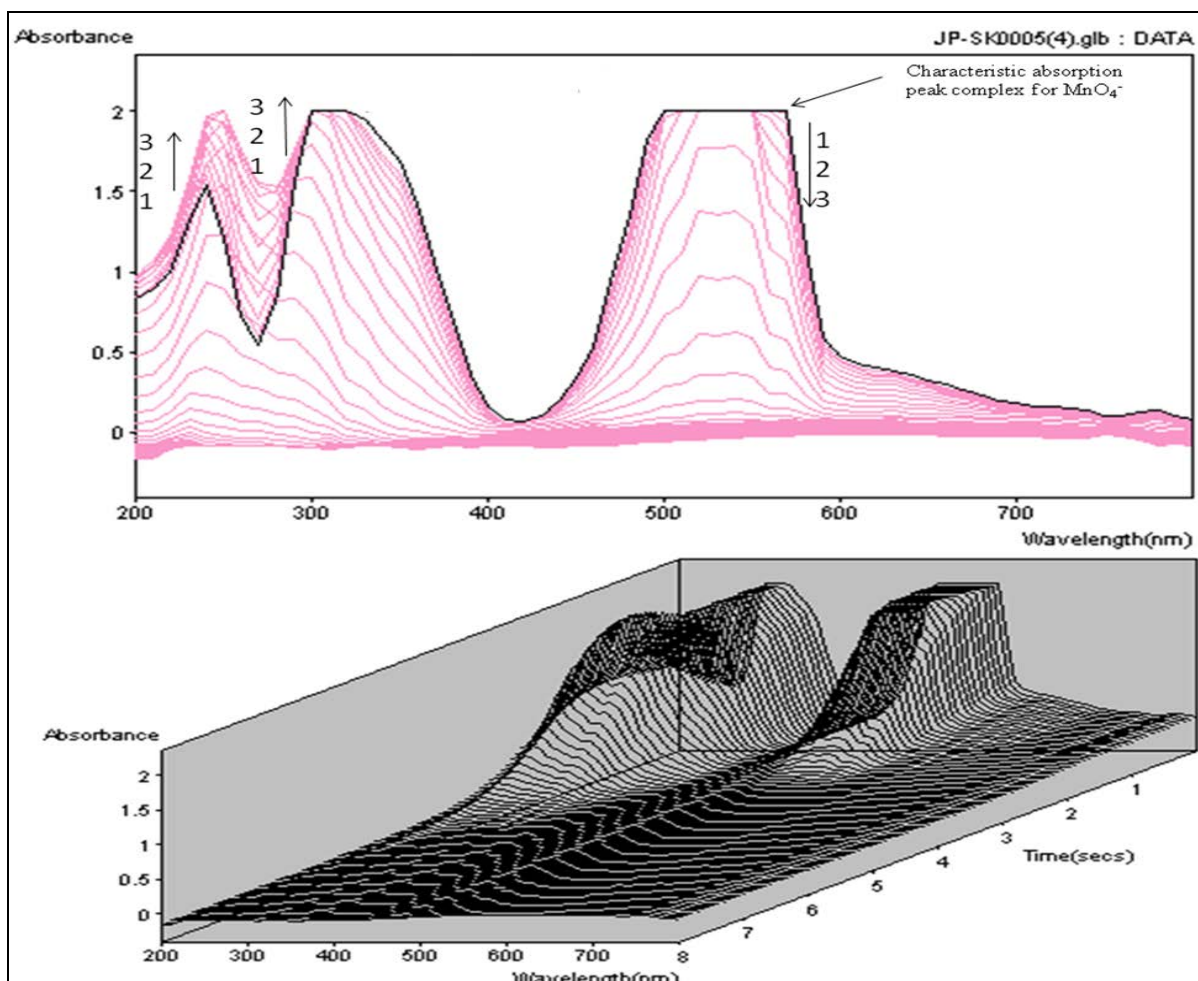 Absorbance
JP-SK0005(4).glb : DATA
Characteristic absorption
peak complex for MnO₄⁻
2
1.5
1
0.5
0
3
2
1
3
2
1
1
2
3
200 300 400 500 600 700
Wavelength(nm)
Absorbance
2
1.5
1
0.5
0
1
2
3
4
5
6
7
8
Time(secs)
200 300 400 500 600 700
Wavelength(nm)